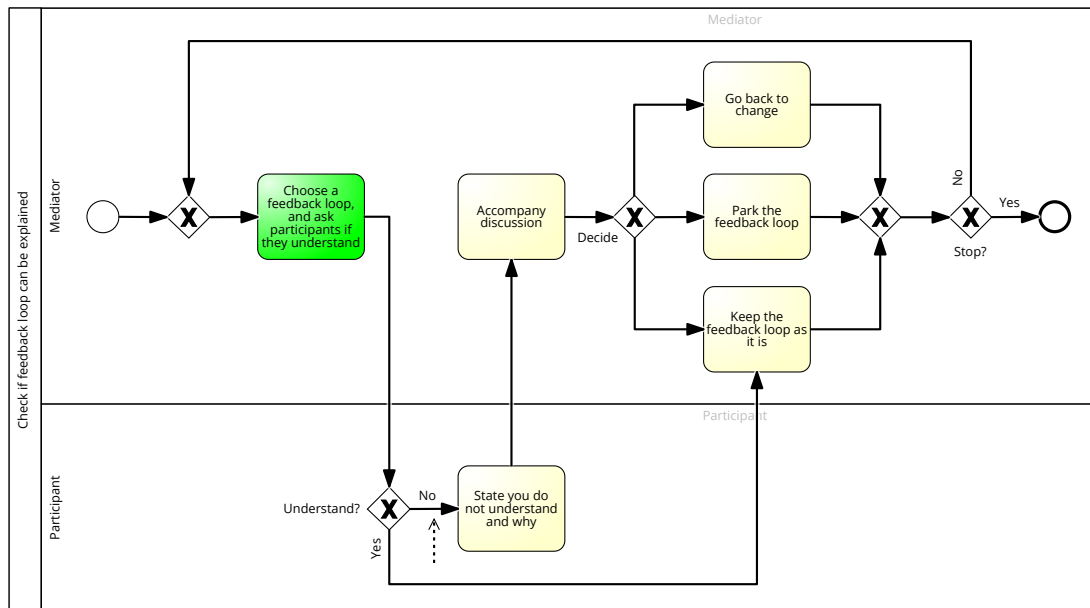 Mediator
Check if feedback loop can be explained
Mediator
Choose a
feedback loop,
and ask
participants if
they understand
Accompany
discussion
Decide
Go back to
change
Park the
feedback loop
Keep the
feedback loop as
it is
No
Yes
Stop?
Participant
Participant
Understand?
No
Yes
State you do
not understand
and why